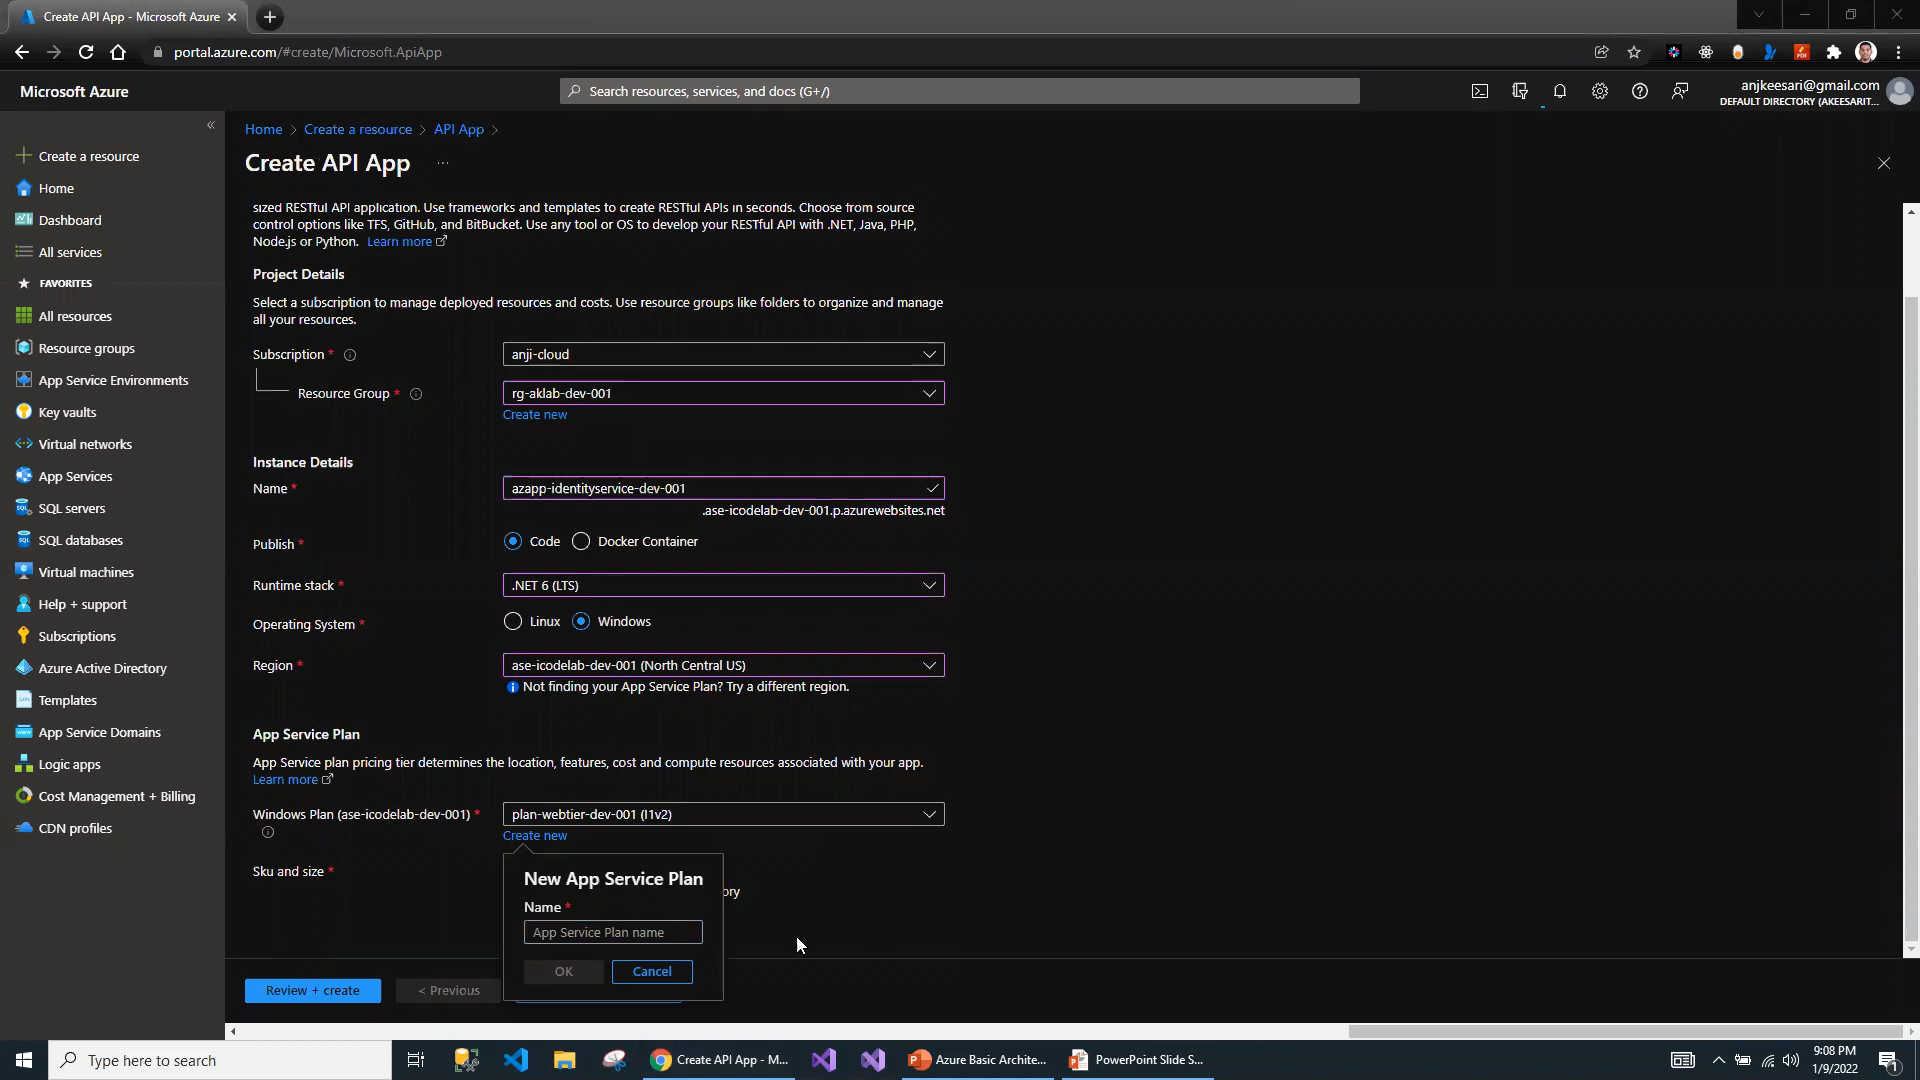 Create API App - Microsoft Azure
portal.azure.com/#create/Microsoft.ApiApp
Microsoft Azure
Search resources, services, and docs (G+/)
anjkeesari@gmail.com
DEFAULT DIRECTORY (AKEESARIT...
Create a resource
Home
Dashboard
All services
FAVORITES
All resources
Resource groups
App Service Environments
Key vaults
Virtual networks
App Services
SQL servers
SQL databases
Virtual machines
Help + support
Subscriptions
Azure Active Directory
Templates
App Service Domains
Logic apps
Cost Management + Billing
CDN profiles
Home > Create a resource > API App >
Create API App ...
sized RESTful API application. Use frameworks and templates to create RESTful APIs in seconds. Choose from source
control options like TFS, GitHub, and BitBucket. Use any tool or OS to develop your RESTful API with .NET, Java, PHP,
Node.js or Python. Learn more
Project Details
Select a subscription to manage deployed resources and costs. Use resource groups like folders to organize and manage
all your resources.
Subscription *
anji-cloud
Resource Group *
rg-aklab-dev-001
Create new
Instance Details
Name *
azapp-identityservice-dev-001
.ase-icodelab-dev-001.p.azurewebsites.net
Publish *
Code Docker Container
Runtime stack *
.NET 6 (LTS)
Operating System *
Linux Windows
Region *
ase-icodelab-dev-001 (North Central US)
Not finding your App Service Plan? Try a different region.
App Service Plan
App Service plan pricing tier determines the location, features, cost and compute resources associated with your app.
Learn more
Windows Plan (ase-icodelab-dev-001) *
plan-webtier-dev-001 (I1v2)
Create new
Sku and size *
ory
New App Service Plan
Name *
App Service Plan name
OK
Cancel
Review + create
< Previous
Type here to search
Create API App - M...
Azure Basic Archite...
PowerPoint Slide S...
9:08 PM
1/9/2022
1